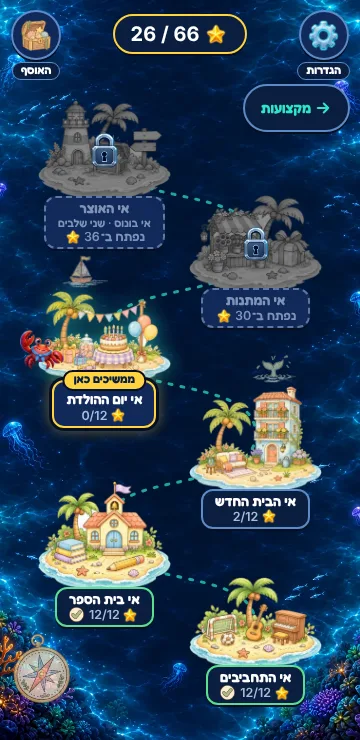 26 / 66
האוסף
הגדרות
מקצועות →
אי האוצר
אי בונוס · שני שלבים
נפתח ב־36
אי המתנות
נפתח ב־30
ממשיכים כאן
אי יום ההולדת
0/12
אי הבית החדש
2/12
אי בית הספר
12/12
אי התחביבים
12/12